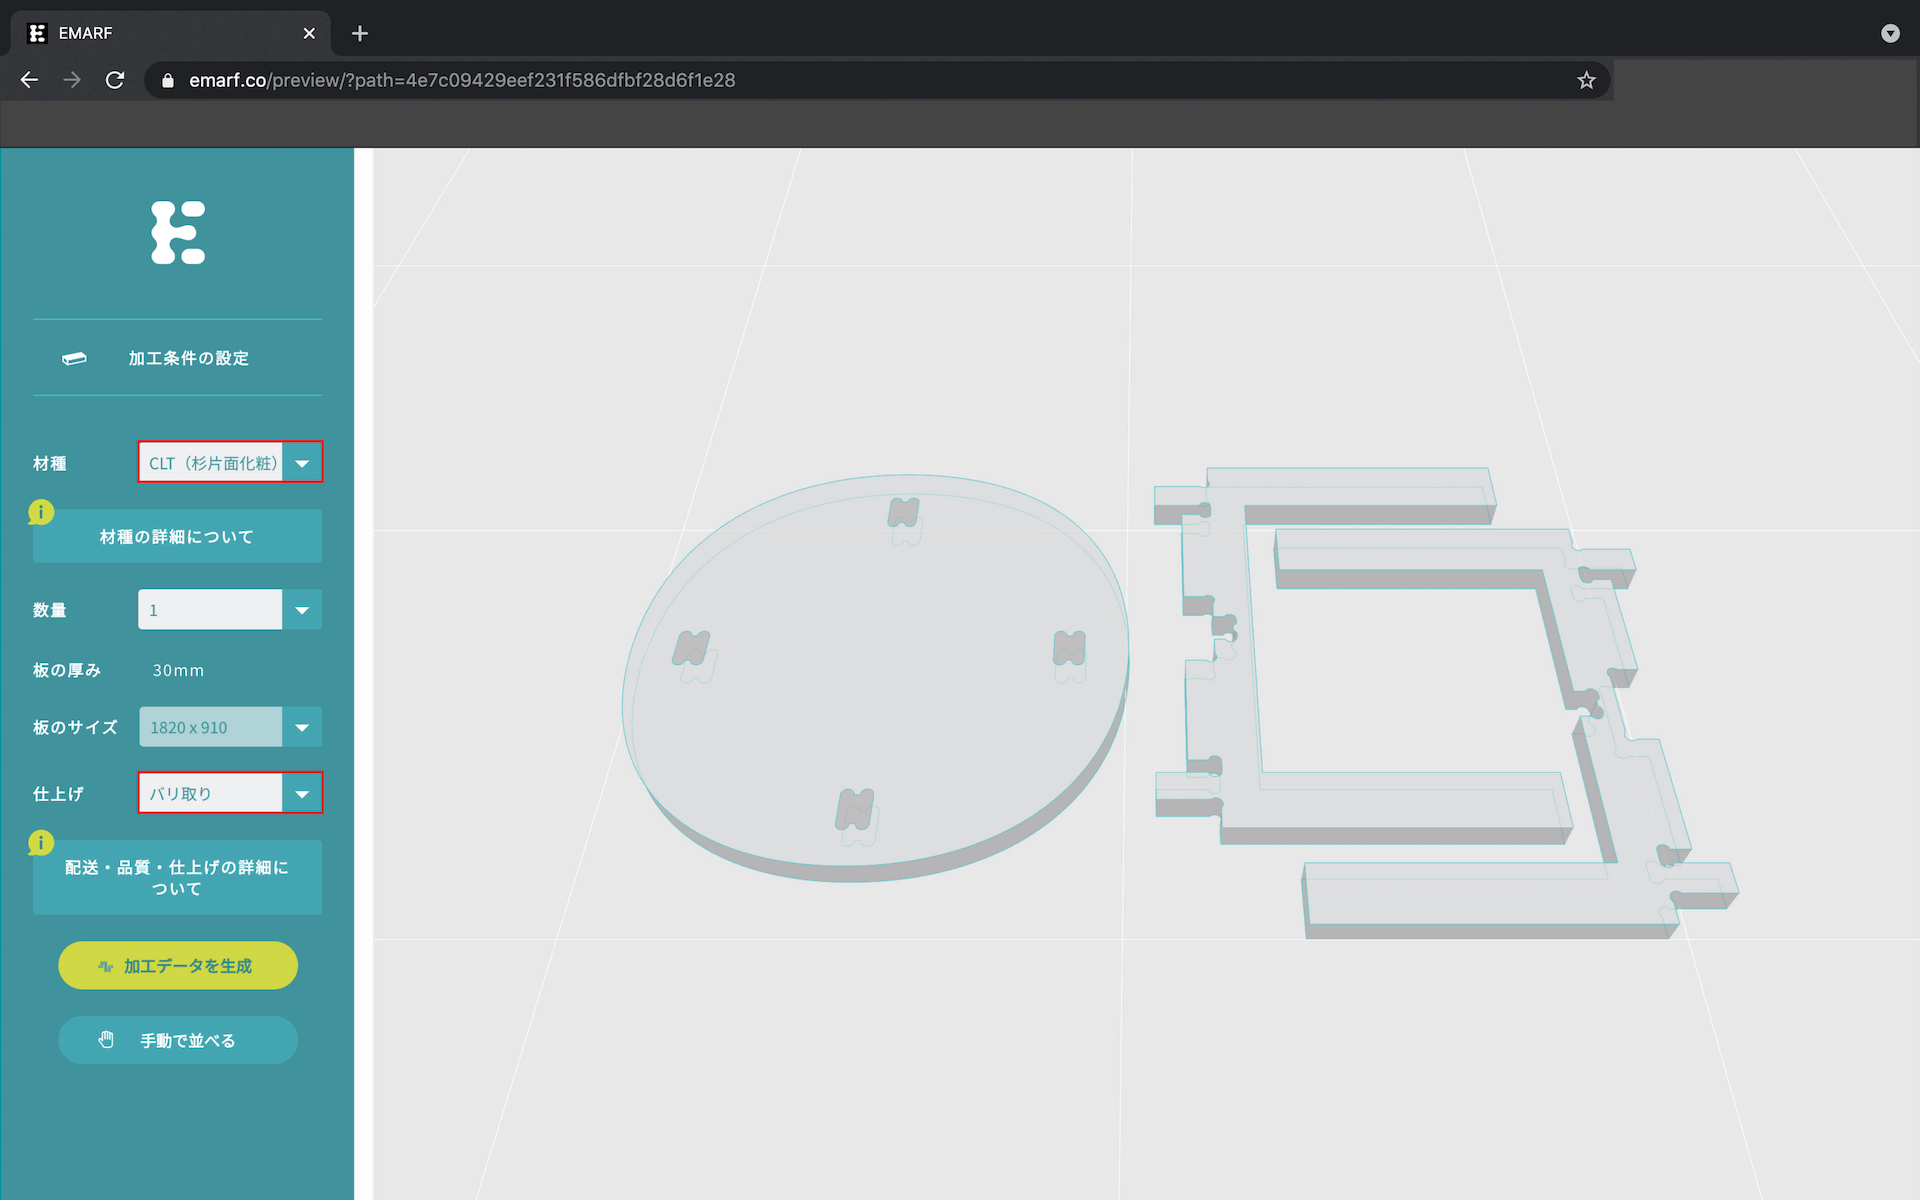 EMARF
emarf.co/preview/?path=4e7c09429eef231f586dfbf28d6f1e28
加工条件の設定
材種
CLT（杉片面化粧）
i
材種の詳細について
数量
1
板の厚み
30mm
板のサイズ
1820 x 910
仕上げ
バリ取り
i
配送・品質・仕上げの詳細に
ついて
加工データを生成
手動で並べる